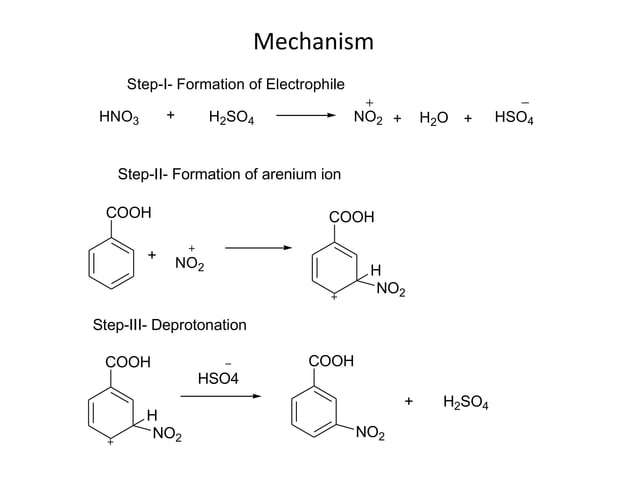 Mechanism
Step-I- Formation of Electrophile
HNO3 + H2SO4 NO2+ + H2O + HSO4−
Step-II- Formation of arenium ion
COOH COOH
+ NO2+ H
NO2
+
Step-III- Deprotonation
COOH HSO4− COOH
H + H2SO4
NO2 NO2
+